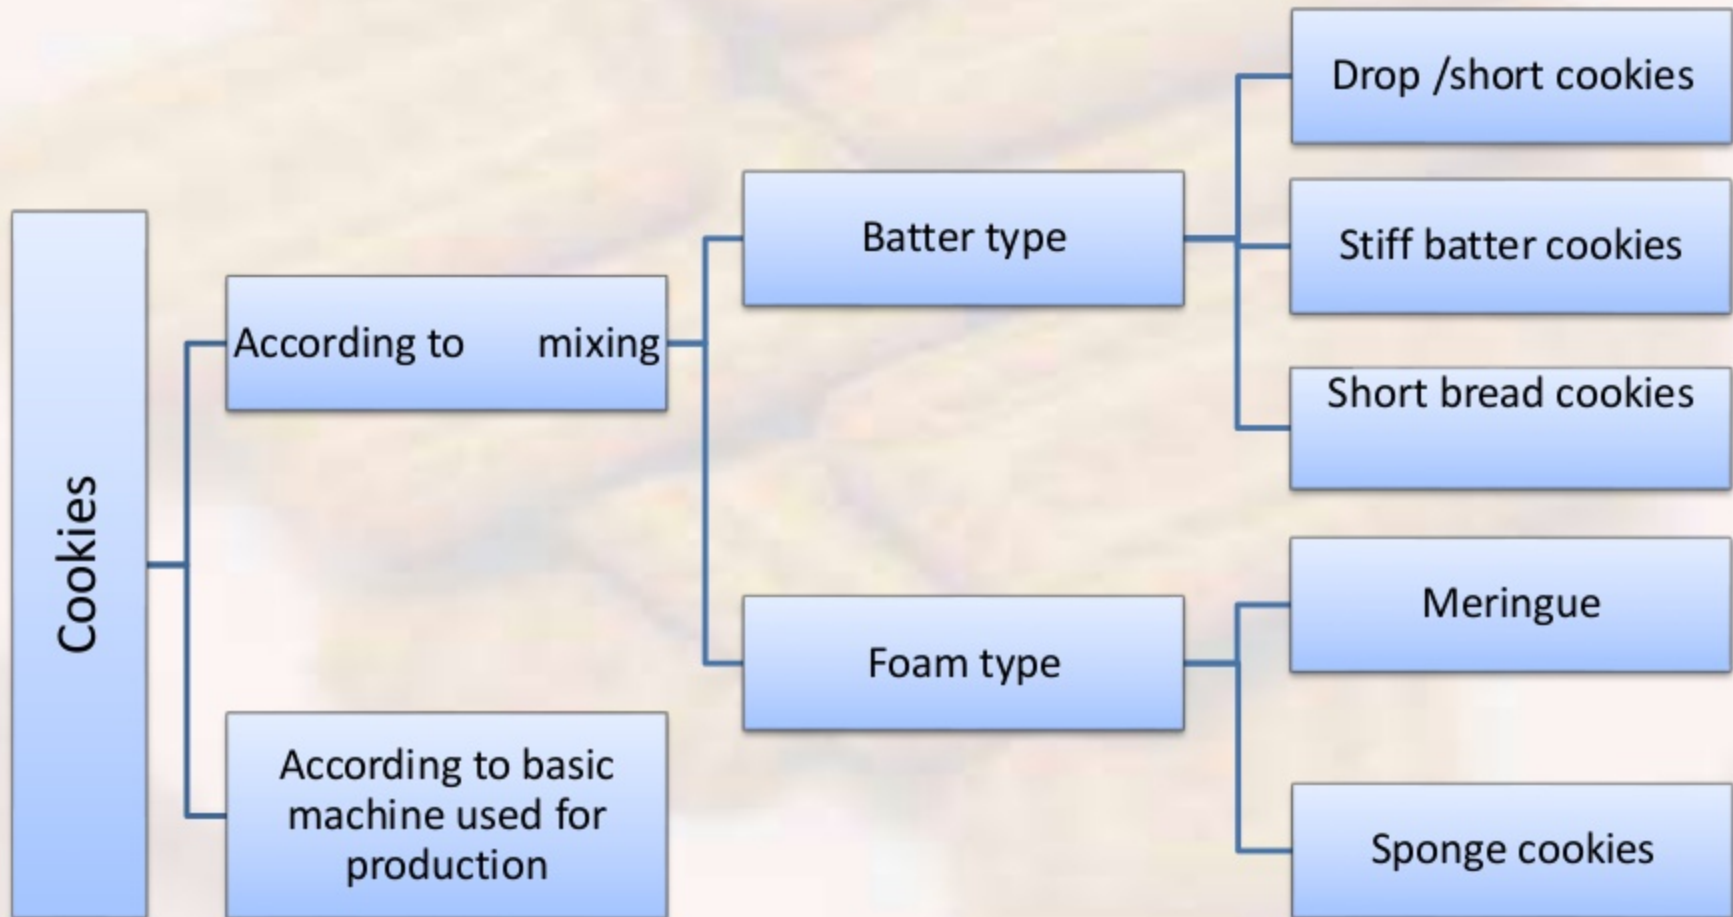 Cookies
According to mixing
According to basic
machine used for
production
Batter type
Foam type
Drop /short cookies
Stiff batter cookies
Short bread cookies
Meringue
Sponge cookies